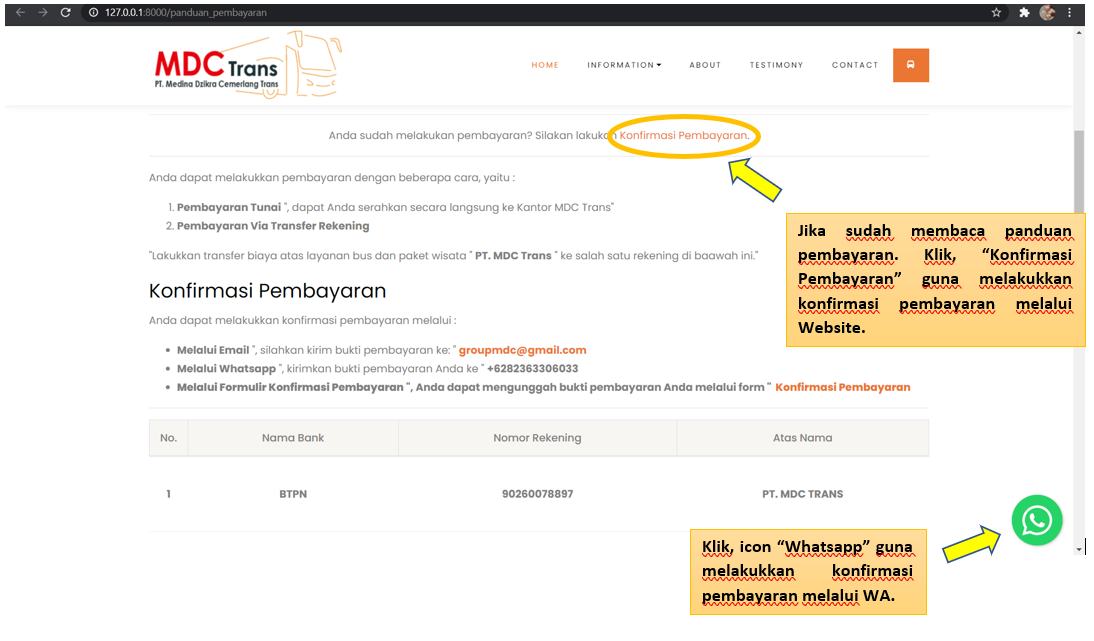 127.0.0.1:8000/panduan_pembayaran
MDC Trans
PT. Medina Dzikra Cemerlang Trans
HOME INFORMATION ABOUT TESTIMONY CONTACT
Anda sudah melakukan pembayaran? Silakan lakukan Konfirmasi Pembayaran.
Anda dapat melakukkan pembayaran dengan beberapa cara, yaitu :
1. Pembayaran Tunai ", dapat Anda serahkan secara langsung ke Kantor MDC Trans"
2. Pembayaran Via Transfer Rekening
"Lakukkan transfer biaya atas layanan bus dan paket wisata " PT. MDC Trans " ke salah satu rekening di baawah ini."
Jika sudah membaca panduan
pembayaran. Klik, “Konfirmasi
Pembayaran” guna melakukkan
konfirmasi pembayaran melalui
Website.
Konfirmasi Pembayaran
Anda dapat melakukkan konfirmasi pembayaran melalui :
• Melalui Email ", silahkan kirim bukti pembayaran ke: " groupmdc@gmail.com
• Melalui Whatsapp ", kirimkan bukti pembayaran Anda ke " +6282363306033
• Melalui Formulir Konfirmasi Pembayaran ", Anda dapat mengunggah bukti pembayaran Anda melalui form " Konfirmasi Pembayaran
No. Nama Bank Nomor Rekening Atas Nama
1 BTPN 90260078897 PT. MDC TRANS
Klik, icon “Whatsapp” guna
melakukkan konfirmasi
pembayaran melalui WA.